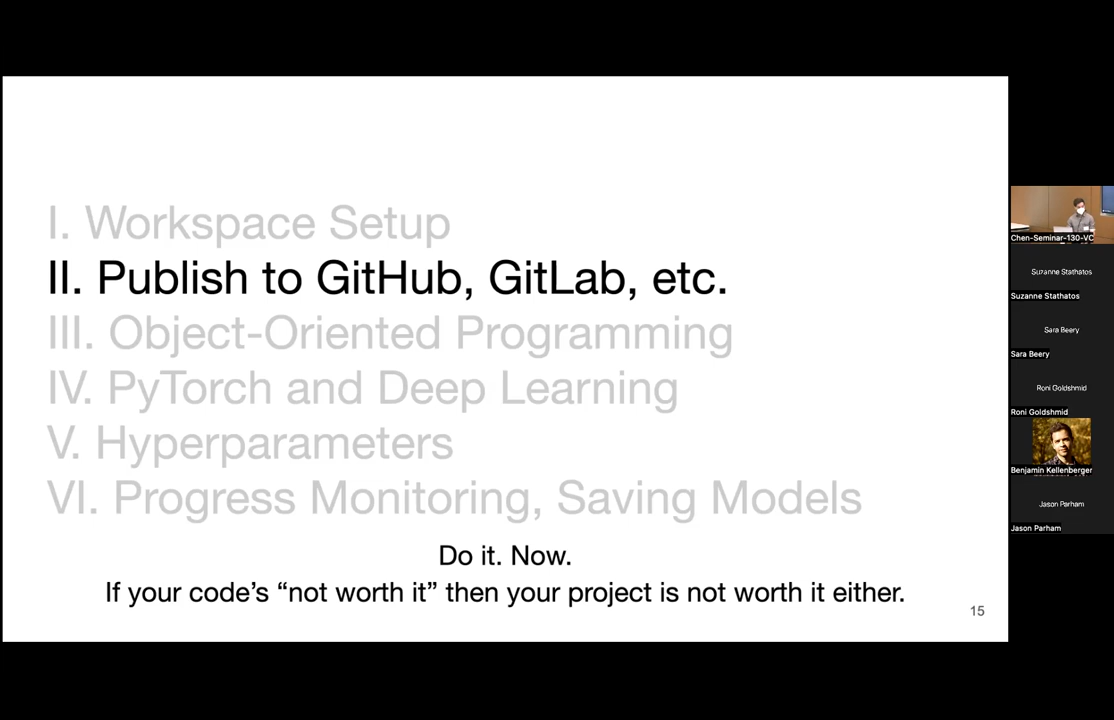 I. Workspace Setup
II. Publish to GitHub, GitLab, etc.
III. Object-Oriented Programming
IV. PyTorch and Deep Learning
V. Hyperparameters
VI. Progress Monitoring, Saving Models
Do it. Now.
If your code’s “not worth it” then your project is not worth it either.
15
Chen-Seminar-130-VC
Suzanne Stathatos
Suzanne Stathatos
Sara Beery
Sara Beery
Roni Goldshmid
Roni Goldshmid
Benjamin Kellenberger
Jason Parham
Jason Parham